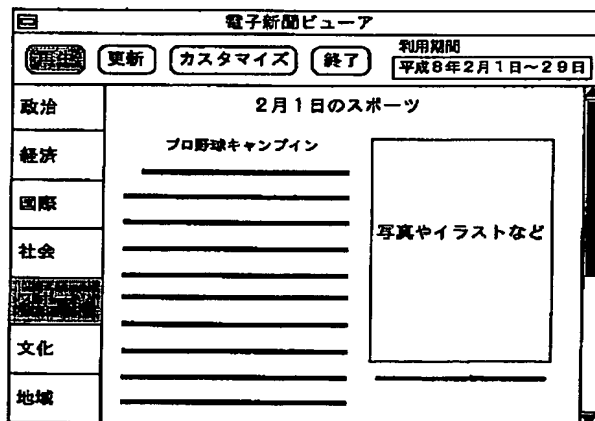 電子新聞ビューア
更新 カスタマイズ 終了
利用期間
平成8年2月1日~29日
政治
経済
国際
社会
文化
地域
2月1日のスポーツ
プロ野球キャンプイン
写真やイラストなど